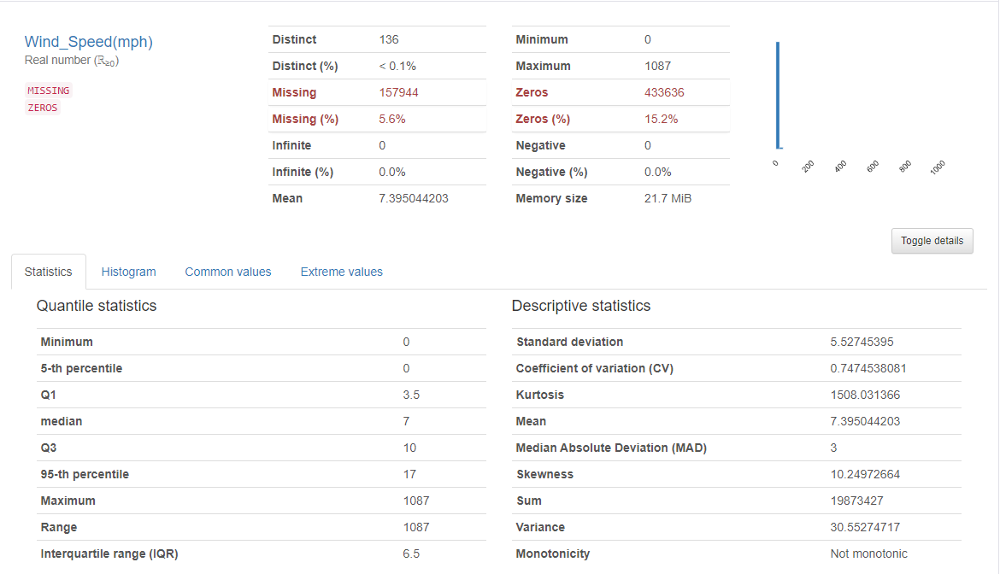 Wind_Speed(mph)
Real number (ℝ≥0)
MISSING
ZEROS
Distinct 136
Distinct (%) < 0.1%
Missing 157944
Missing (%) 5.6%
Infinite 0
Infinite (%) 0.0%
Mean 7.395044203
Minimum 0
Maximum 1087
Zeros 433636
Zeros (%) 15.2%
Negative 0
Negative (%) 0.0%
Memory size 21.7 MiB
0 200 400 600 800 1000
Toggle details
Statistics Histogram Common values Extreme values
Quantile statistics
Minimum 0
5-th percentile 0
Q1 3.5
median 7
Q3 10
95-th percentile 17
Maximum 1087
Range 1087
Interquartile range (IQR) 6.5
Descriptive statistics
Standard deviation 5.52745395
Coefficient of variation (CV) 0.7474538081
Kurtosis 1508.031366
Mean 7.395044203
Median Absolute Deviation (MAD) 3
Skewness 10.24972664
Sum 19873427
Variance 30.55274717
Monotonicity Not monotonic